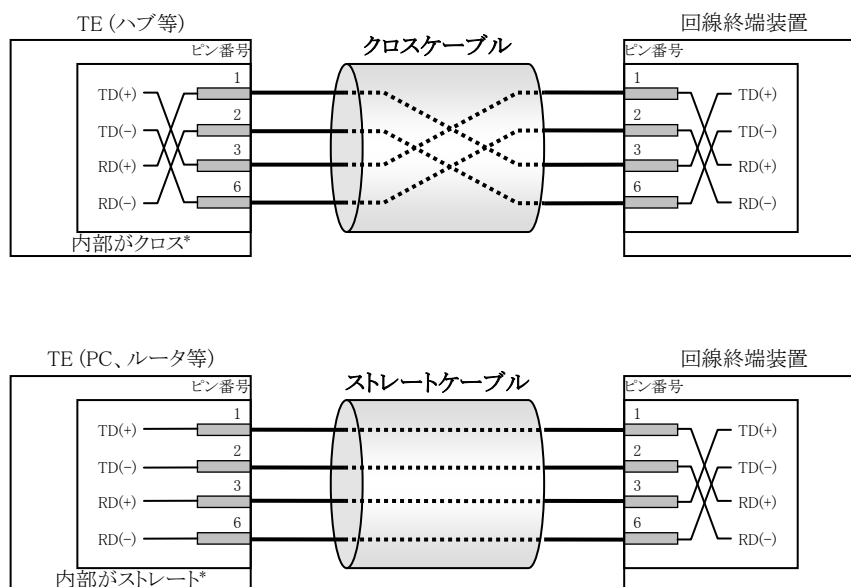 TE (ハブ等)
回線終端装置
ピン番号
クロスケーブル
ピン番号
TD(+)
1
1
TD(+)
TD(-)
2
2
TD(-)
RD(+)
3
3
RD(+)
RD(-)
6
6
RD(-)
内部がクロス*
TE (PC、ルータ等)
回線終端装置
ピン番号
ストレートケーブル
ピン番号
TD(+)
1
1
TD(+)
TD(-)
2
2
TD(-)
RD(+)
3
3
RD(+)
RD(-)
6
6
RD(-)
内部がストレート*